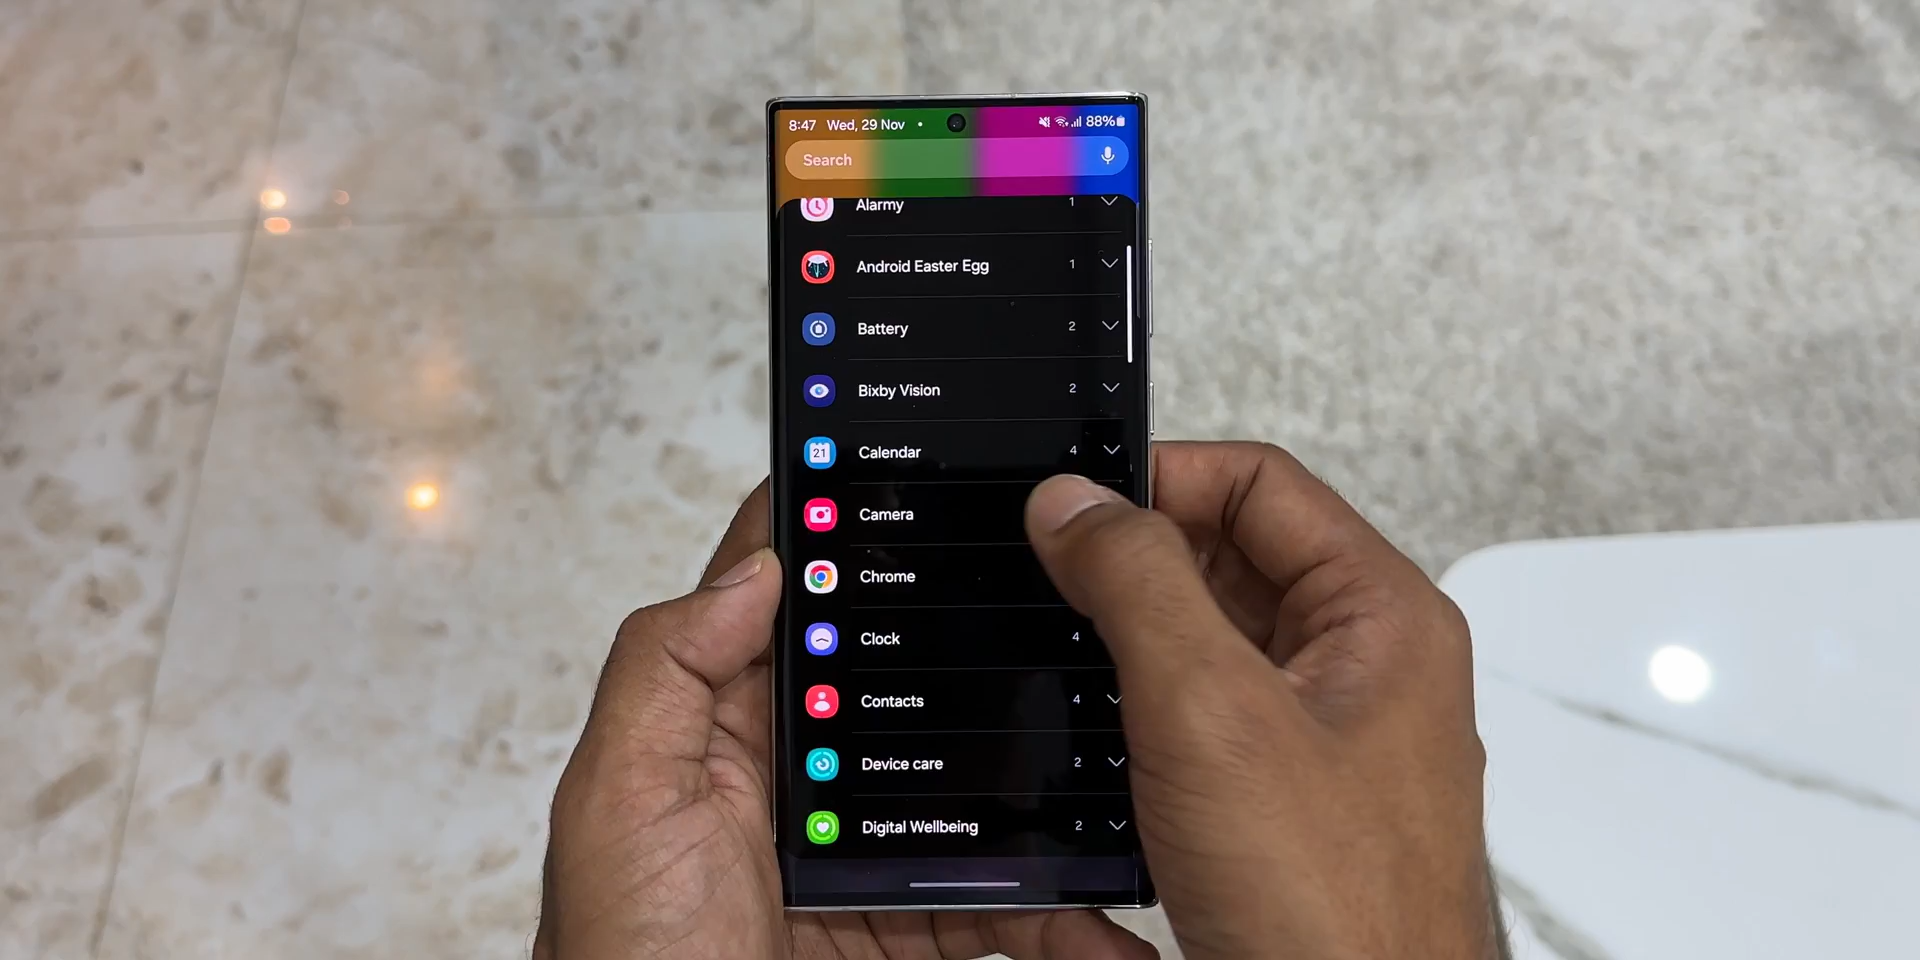 8:47 Wed, 29 Nov • 88%
Search
Alarmy 1
Android Easter Egg 1
Battery 2
Bixby Vision 2
21 Calendar 4
Camera
Chrome
Clock 4
Contacts 4
Device care 2
Digital Wellbeing 2